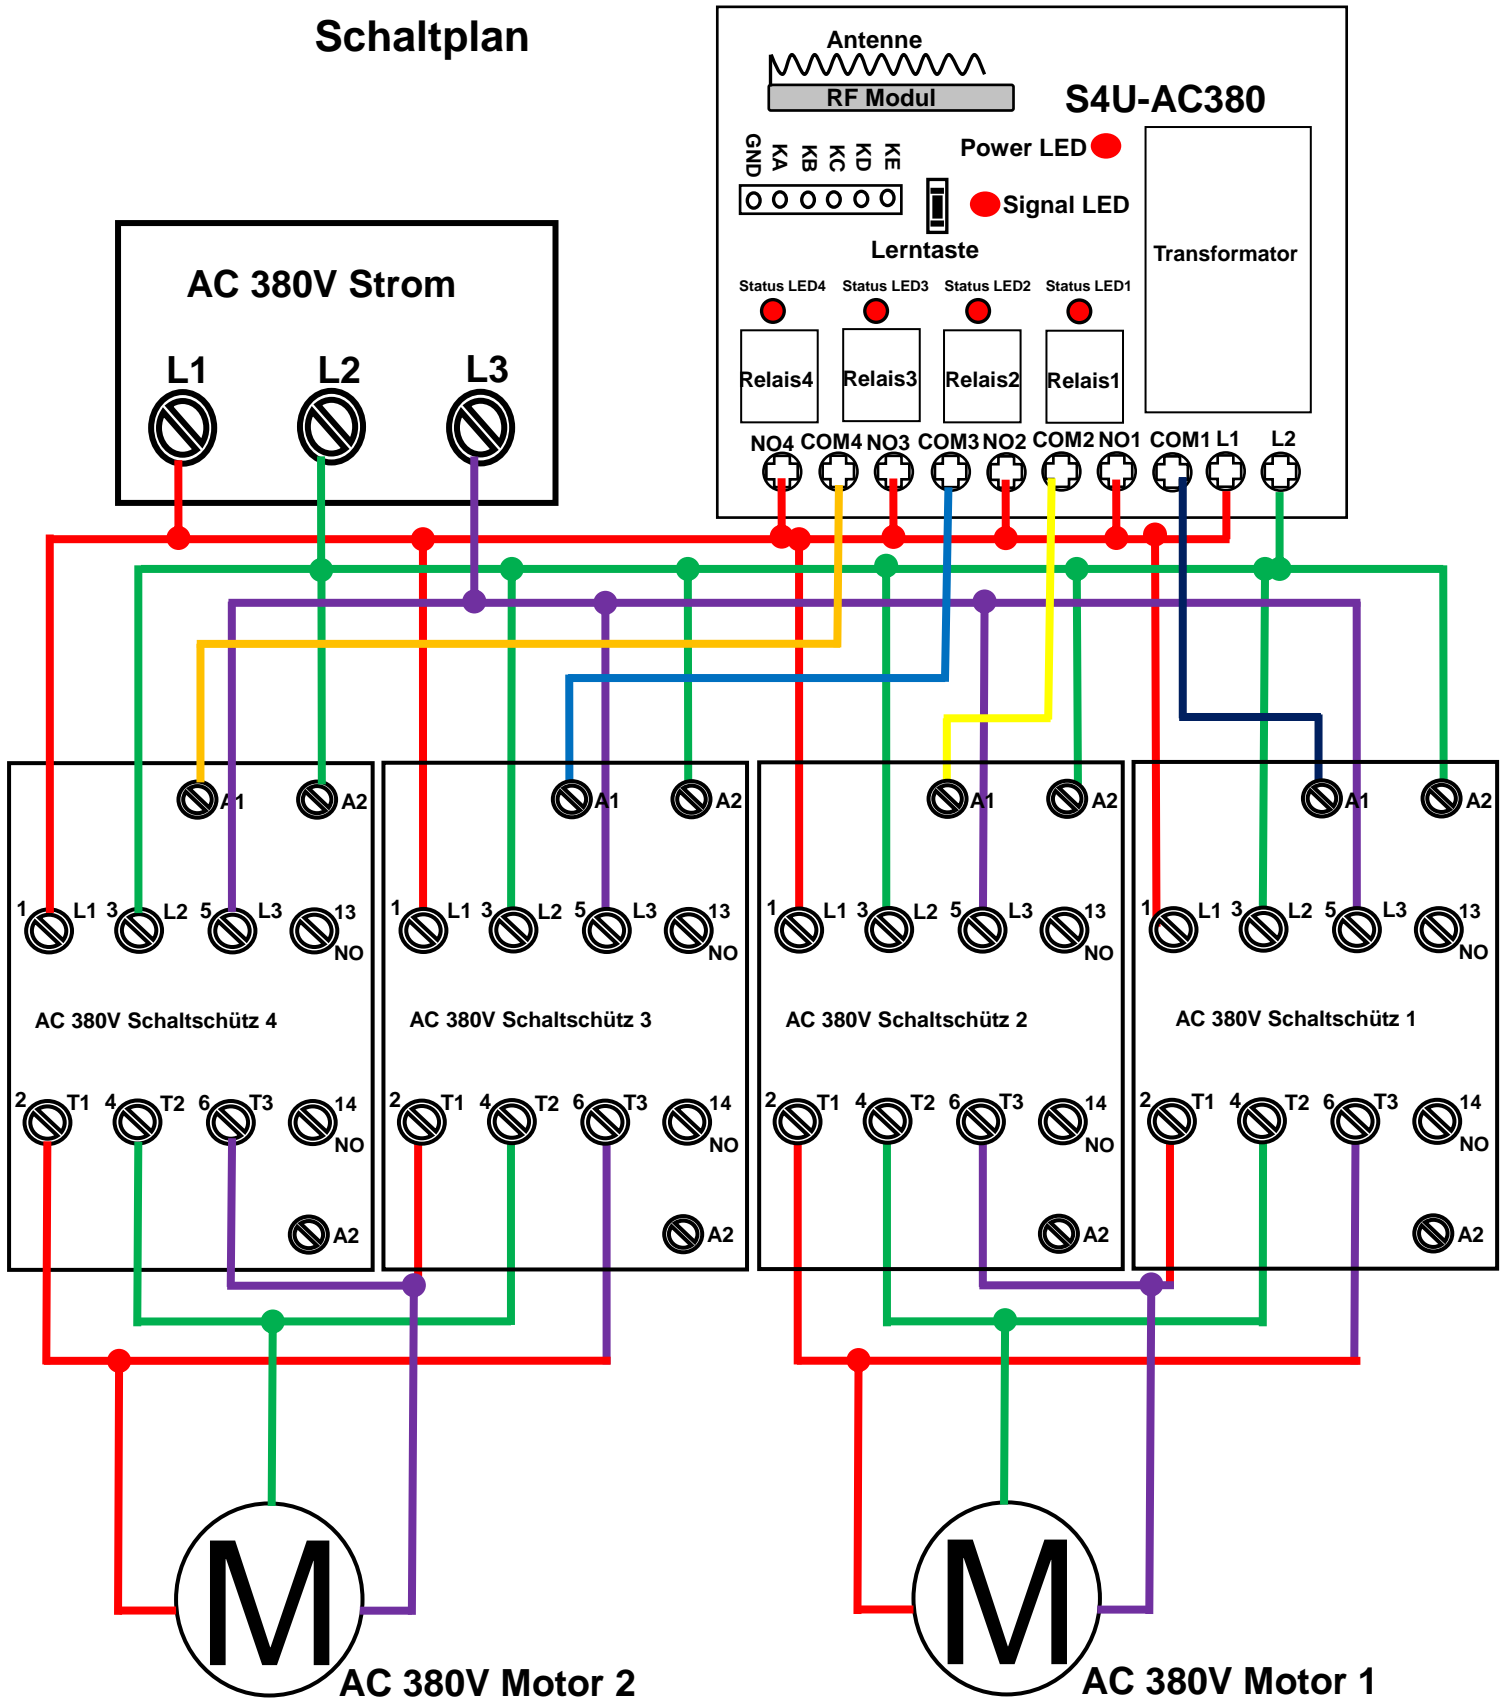 Schaltplan
Antenne
RF Modul
S4U-AC380
GND KA KB KC KD KE
Power LED
Signal LED
Lerntaste
Transformator
Status LED4 Status LED3 Status LED2 Status LED1
Relais4 Relais3 Relais2 Relais1
NO4 COM4 NO3 COM3 NO2 COM2 NO1 COM1 L1 L2
AC 380V Strom
L1 L2 L3
A1 A2 A1 A2 A1 A2 A1 A2
1 L1 3 L2 5 L3 13 1 L1 3 L2 5 L3 13 1 L1 3 L2 5 L3 13 1 L1 3 L2 5 L3 13
NO NO NO NO
AC 380V Schaltschütz 4 AC 380V Schaltschütz 3 AC 380V Schaltschütz 2 AC 380V Schaltschütz 1
2 T1 4 T2 6 T3 14 2 T1 4 T2 6 T3 14 2 T1 4 T2 6 T3 14 2 T1 4 T2 6 T3 14
NO NO NO NO
A2 A2 A2 A2
M M
AC 380V Motor 2 AC 380V Motor 1